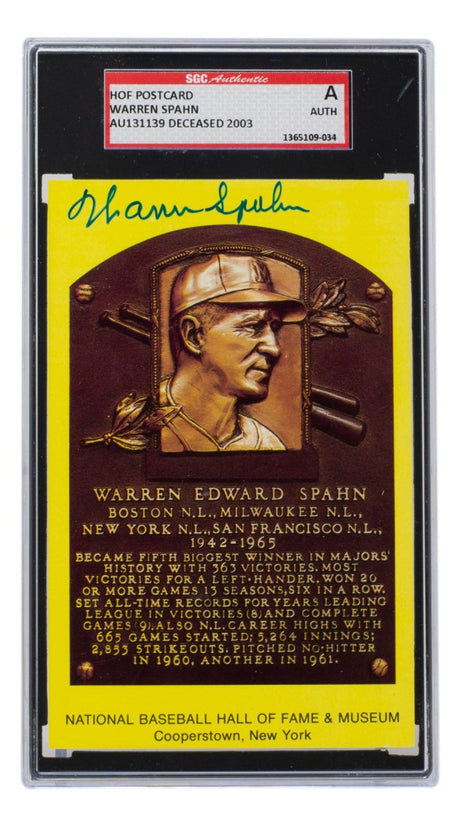 SGC Authentic
HOF POSTCARD
WARREN SPAHN
AU131139 DECEASED 2003
A
AUTH
1365109-034
Warren Spahn
WARREN EDWARD SPAHN
BOSTON N.L., MILWAUKEE N.L.,
NEW YORK N.L., SAN FRANCISCO N.L.,
1942-1965
BECAME FIFTH BIGGEST WINNER IN MAJORS'
HISTORY WITH 363 VICTORIES. MOST
VICTORIES FOR A LEFT-HANDER. WON 20
OR MORE GAMES 13 SEASONS, SIX IN A ROW.
SET ALL-TIME RECORDS FOR YEARS LEADING
LEAGUE IN VICTORIES (8) AND COMPLETE
GAMES (9). ALSO N.L. CAREER HIGHS WITH
665 GAMES STARTED; 5,264 INNINGS;
2,853 STRIKEOUTS. PITCHED NO-HITTER
IN 1960, ANOTHER IN 1961.
NATIONAL BASEBALL HALL OF FAME & MUSEUM
Cooperstown, New York